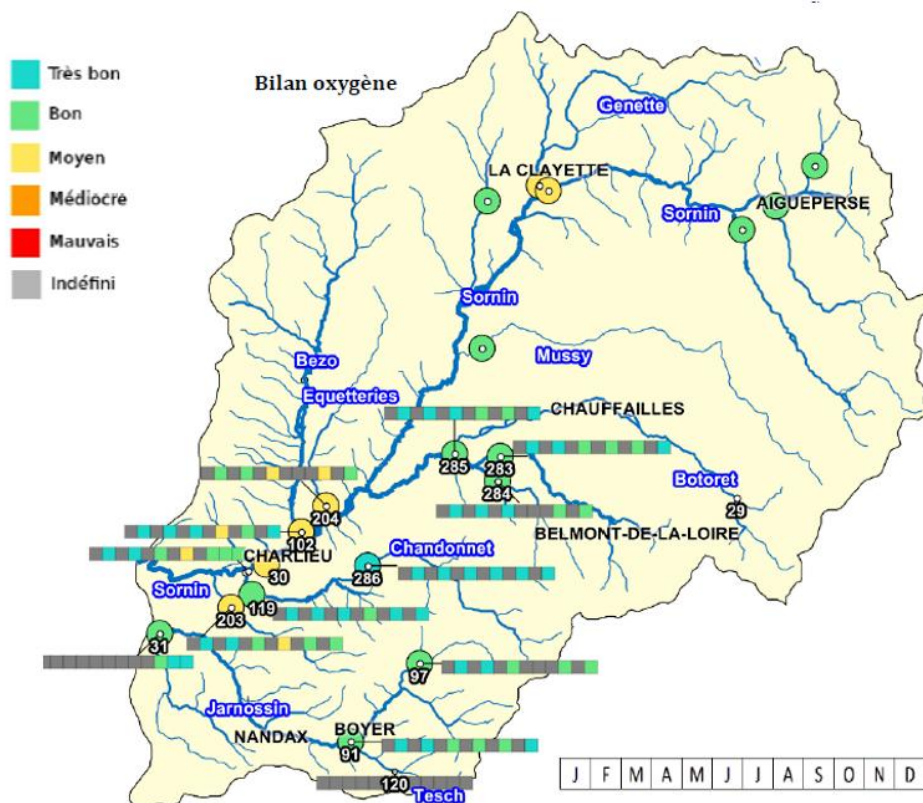 Bilan oxygène
Très bon
Bon
Moyen
Médiocre
Mauvais
Indéfini
Genette
LA CLAYETTE
AIGUEPERSE
Sornin
Sornin
Mussy
Bezo
Equetteries
CHAUFFAILLES
285
283
284
Botoret
29
204
BELMONT-DE-LA-LOIRE
102
CHARLIEU
30
Chandonnet
286
Sornin
119
203
31
97
Jarnossin
NANDAX
BOYER
91
120
Tesch
J F M A M J J A S O N D